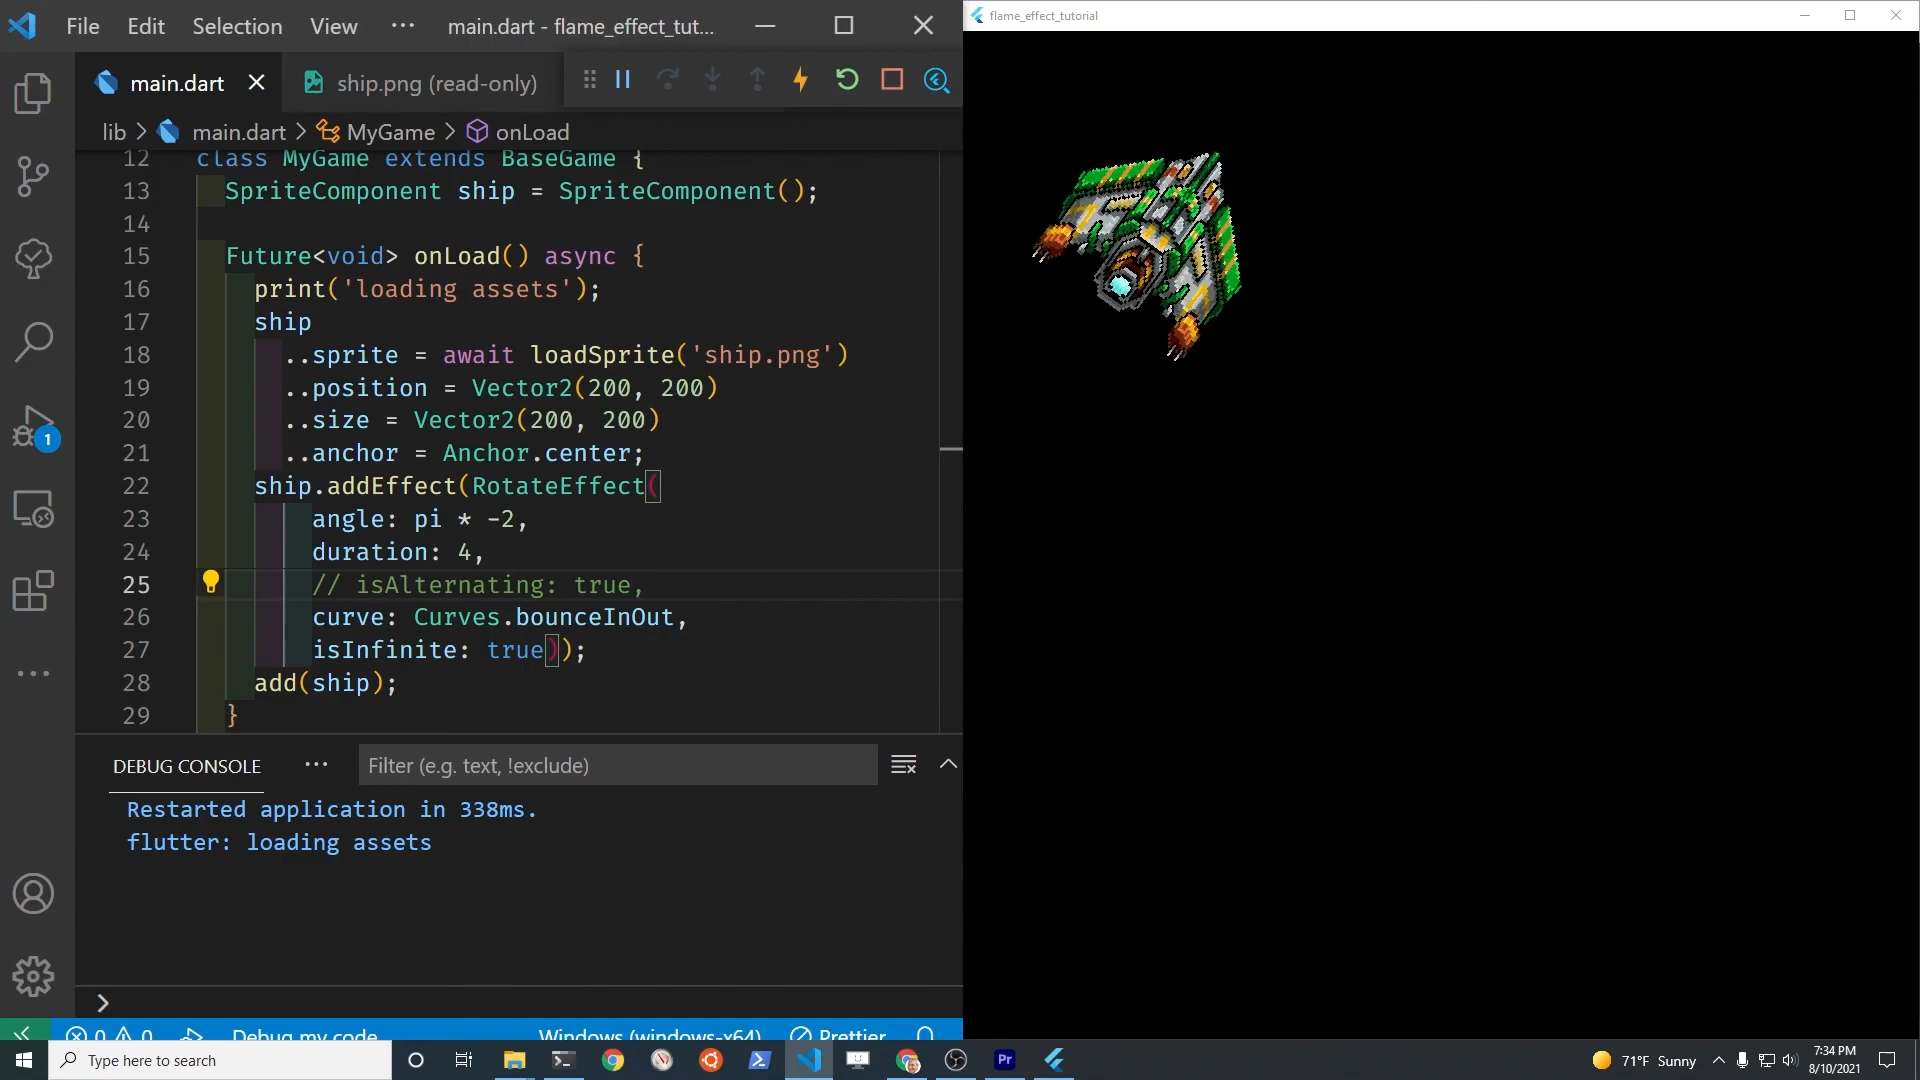 File Edit Selection View ··· main.dart - flame_effect_tut...
flame_effect_tutorial
main.dart ship.png (read-only)
lib > main.dart > MyGame > onLoad
12 class MyGame extends BaseGame {
13 SpriteComponent ship = SpriteComponent();
14
15 Future<void> onLoad() async {
16 print('loading assets');
17 ship
18 ..sprite = await loadSprite('ship.png')
19 ..position = Vector2(200, 200)
20 ..size = Vector2(200, 200)
21 ..anchor = Anchor.center;
22 ship.addEffect(RotateEffect(
23 angle: pi * -2,
24 duration: 4,
25 // isAlternating: true,
26 curve: Curves.bounceInOut,
27 isInfinite: true));
28 add(ship);
29 }
1
DEBUG CONSOLE ··· Filter (e.g. text, !exclude)
Restarted application in 338ms.
flutter: loading assets
>
0 0 Debug my code Windows (windows-x64) Prettier
Type here to search
Pr
71°F Sunny
7:34 PM
8/10/2021